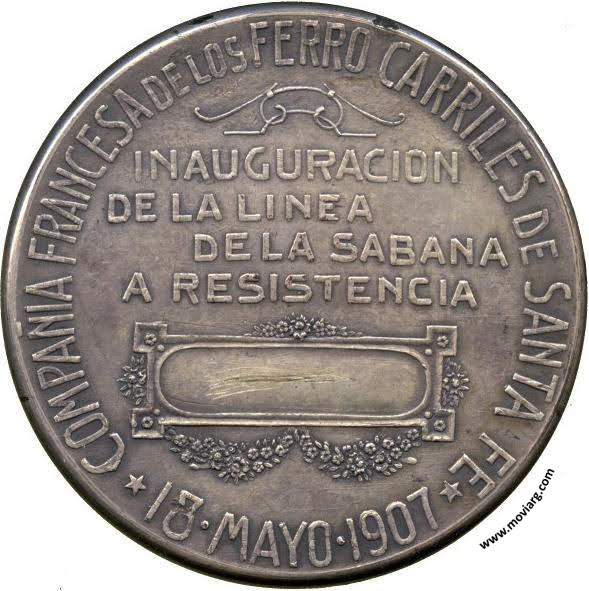 COMPAÑIA FRANCESA DE LOS FERRO CARRILES DE SANTA FE
INAUGURACION
DE LA LINEA
DE LA SABANA
A RESISTENCIA
★ 18 · MAYO · 1907 ★
www.moviarg.com